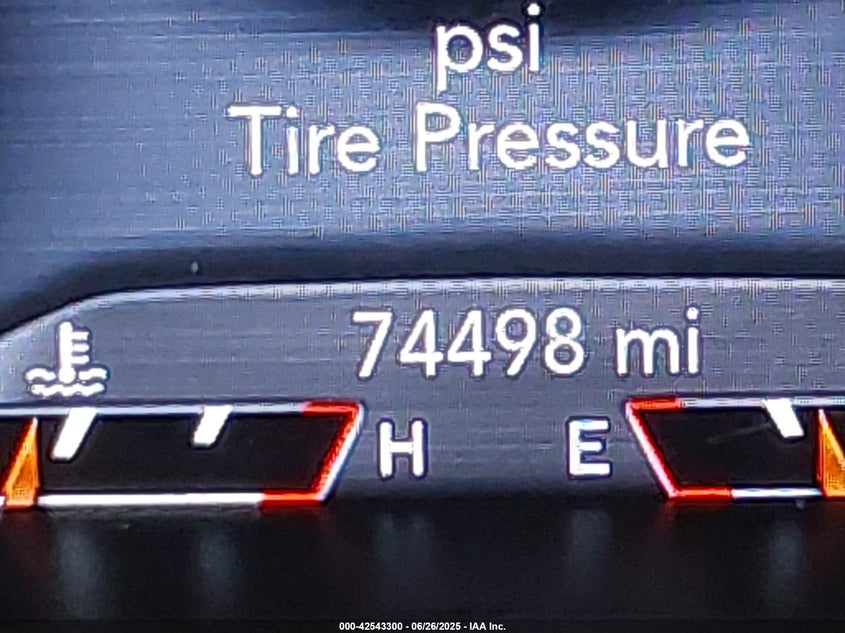 psi
Tire Pressure
74498 mi
H E
000-42543300 - 06/26/2025 - IAA Inc.